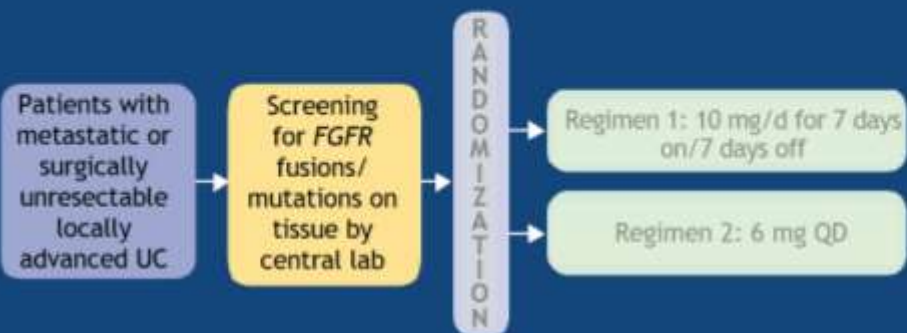 Patients with
metastatic or
surgically
unresectable
locally
advanced UC
Screening
for FGFR
fusions/
mutations on
tissue by
central lab
RANDOMIZATION
Regimen 1: 10 mg/d for 7 days
on/7 days off
Regimen 2: 6 mg QD